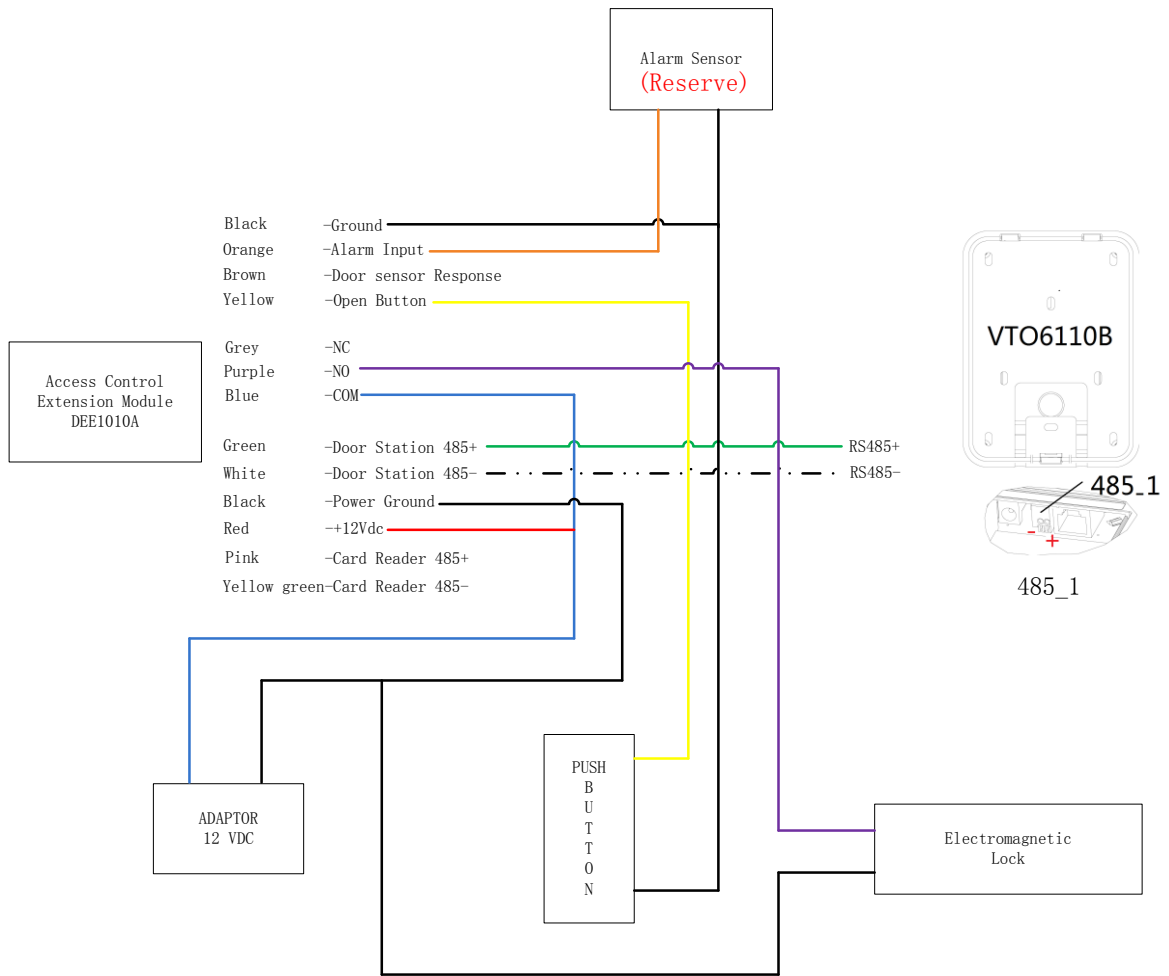 Alarm Sensor
(Reserve)
Black -Ground
Orange -Alarm Input
Brown -Door sensor Response
Yellow -Open Button
Grey -NC
Purple -NO
Blue -COM
Access Control
Extension Module
DEE1010A
Green -Door Station 485+ RS485+
White -Door Station 485- RS485-
Black -Power Ground
Red -+12Vdc
Pink -Card Reader 485+
Yellow green-Card Reader 485-
VTO6110B
485_1
- +
485_1
ADAPTOR
12 VDC
PUSH
B
U
T
T
O
N
Electromagnetic
Lock